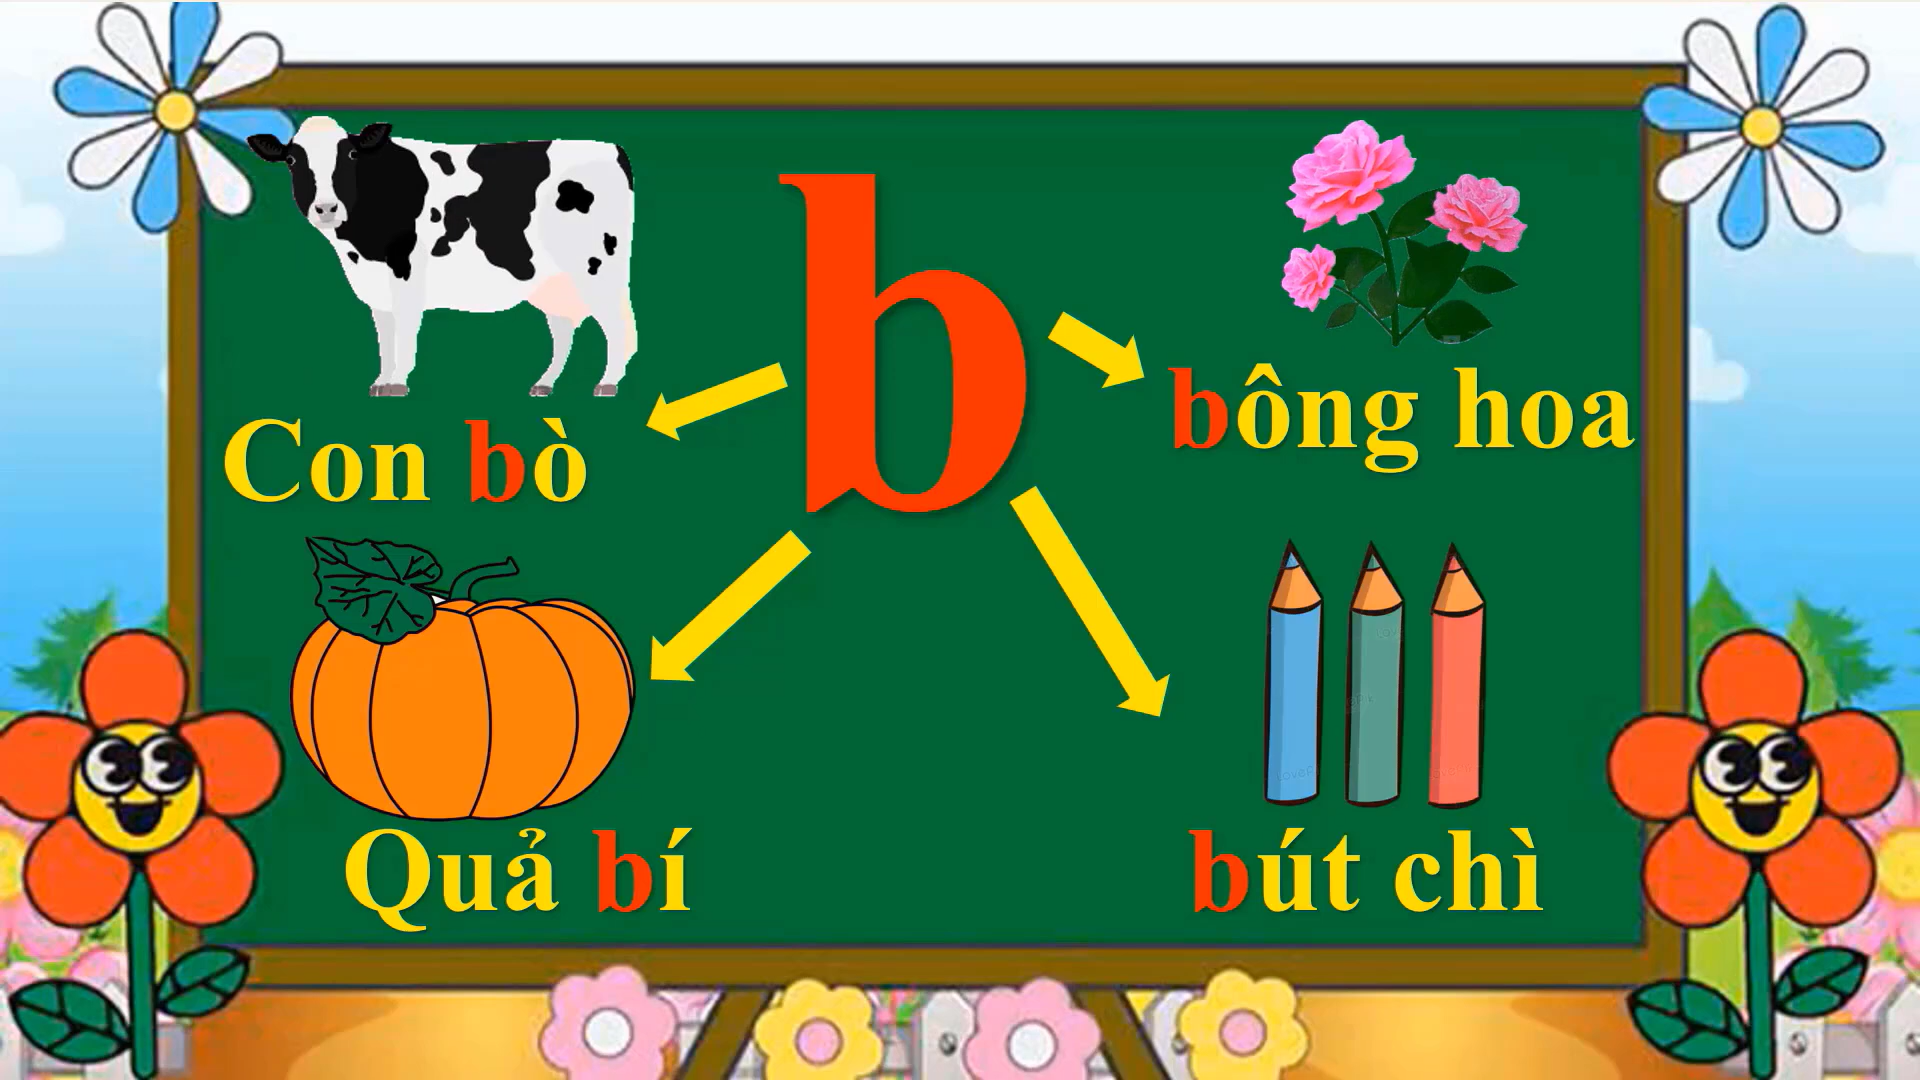 b
Con bò
bông hoa
Quả bí
bút chì